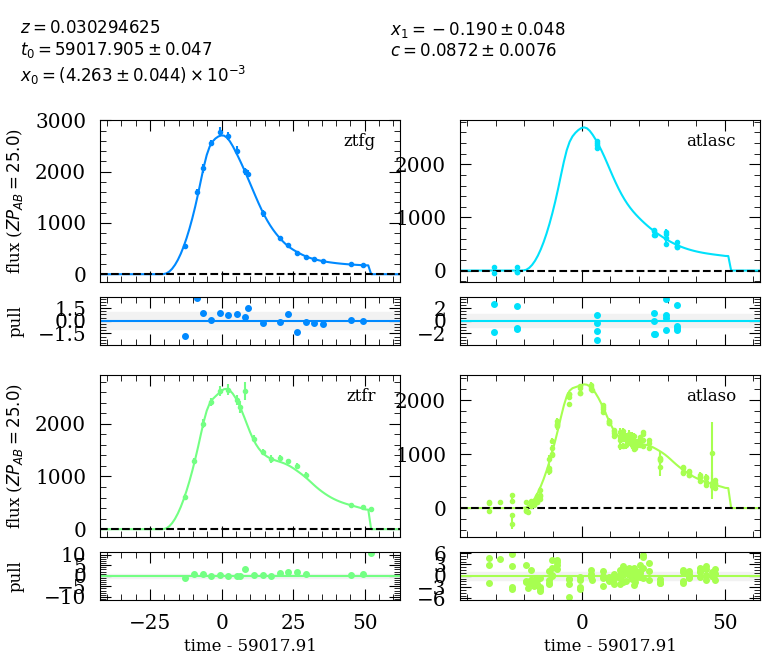 z = 0.030294625
t₀ = 59017.905 ± 0.047
x₀ = (4.263 ± 0.044) × 10⁻³
x₁ = −0.190 ± 0.048
c = 0.0872 ± 0.0076
3000
2000
1000
0
flux (ZP_AB = 25.0)
ztfg
2000
1000
0
atlasc
1.5
0.0
−1.5
pull
2
0
−2
2000
1000
0
flux (ZP_AB = 25.0)
ztfr
2000
1000
0
atlaso
10
5
0
−5
−10
pull
6
3
0
−3
−6
−25 0 25 50
time - 59017.91
0 50
time - 59017.91